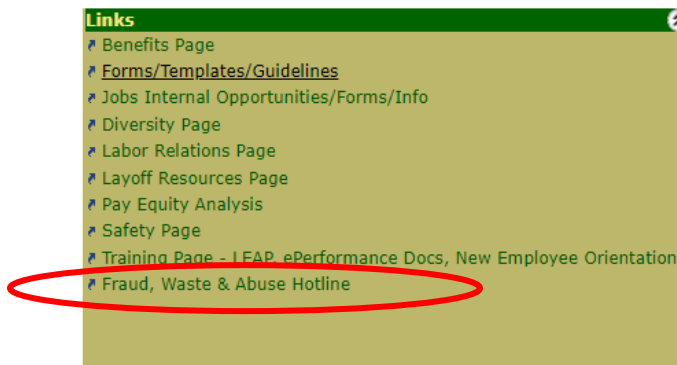 Links
Benefits Page
Forms/Templates/Guidelines
Jobs Internal Opportunities/Forms/Info
Diversity Page
Labor Relations Page
Layoff Resources Page
Pay Equity Analysis
Safety Page
Training Page - LEAP, ePerformance Docs, New Employee Orientation
Fraud, Waste & Abuse Hotline